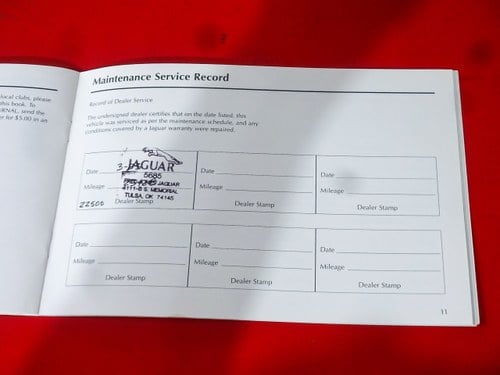 local clubs, please
this book. To
RNAL, send the
er for $5.00 in an
Maintenance Service Record
Record of Dealer Service
The undersigned dealer certifies that on the date listed, this
vehicle was serviced as per the maintenance schedule, and any
conditions covered by a Jaguar warranty were repaired.
Date 3- JAGUAR
5685
Mileage JAGUAR
4111-B S. MEMORIAL
TULSA, OK 74145
22500 Dealer Stamp
Date
Mileage
Dealer Stamp
Date
Mileage
Dealer Stamp
Date
Mileage
Dealer Stamp
Date
Mileage
Dealer Stamp
Date
Mileage
Dealer Stamp
11